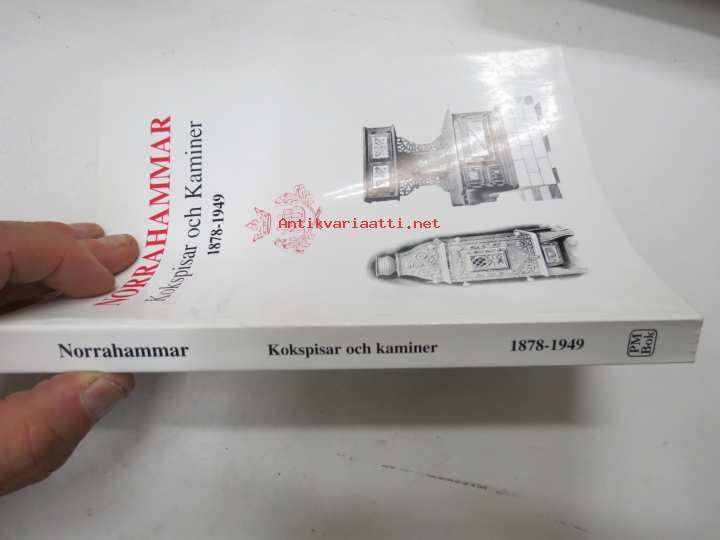 NORRAHAMMAR
Kokspisar och Kaminer
1878-1949
Antikvariaatti.net
Norrahammar Kokspisar och kaminer 1878-1949 PM Bok